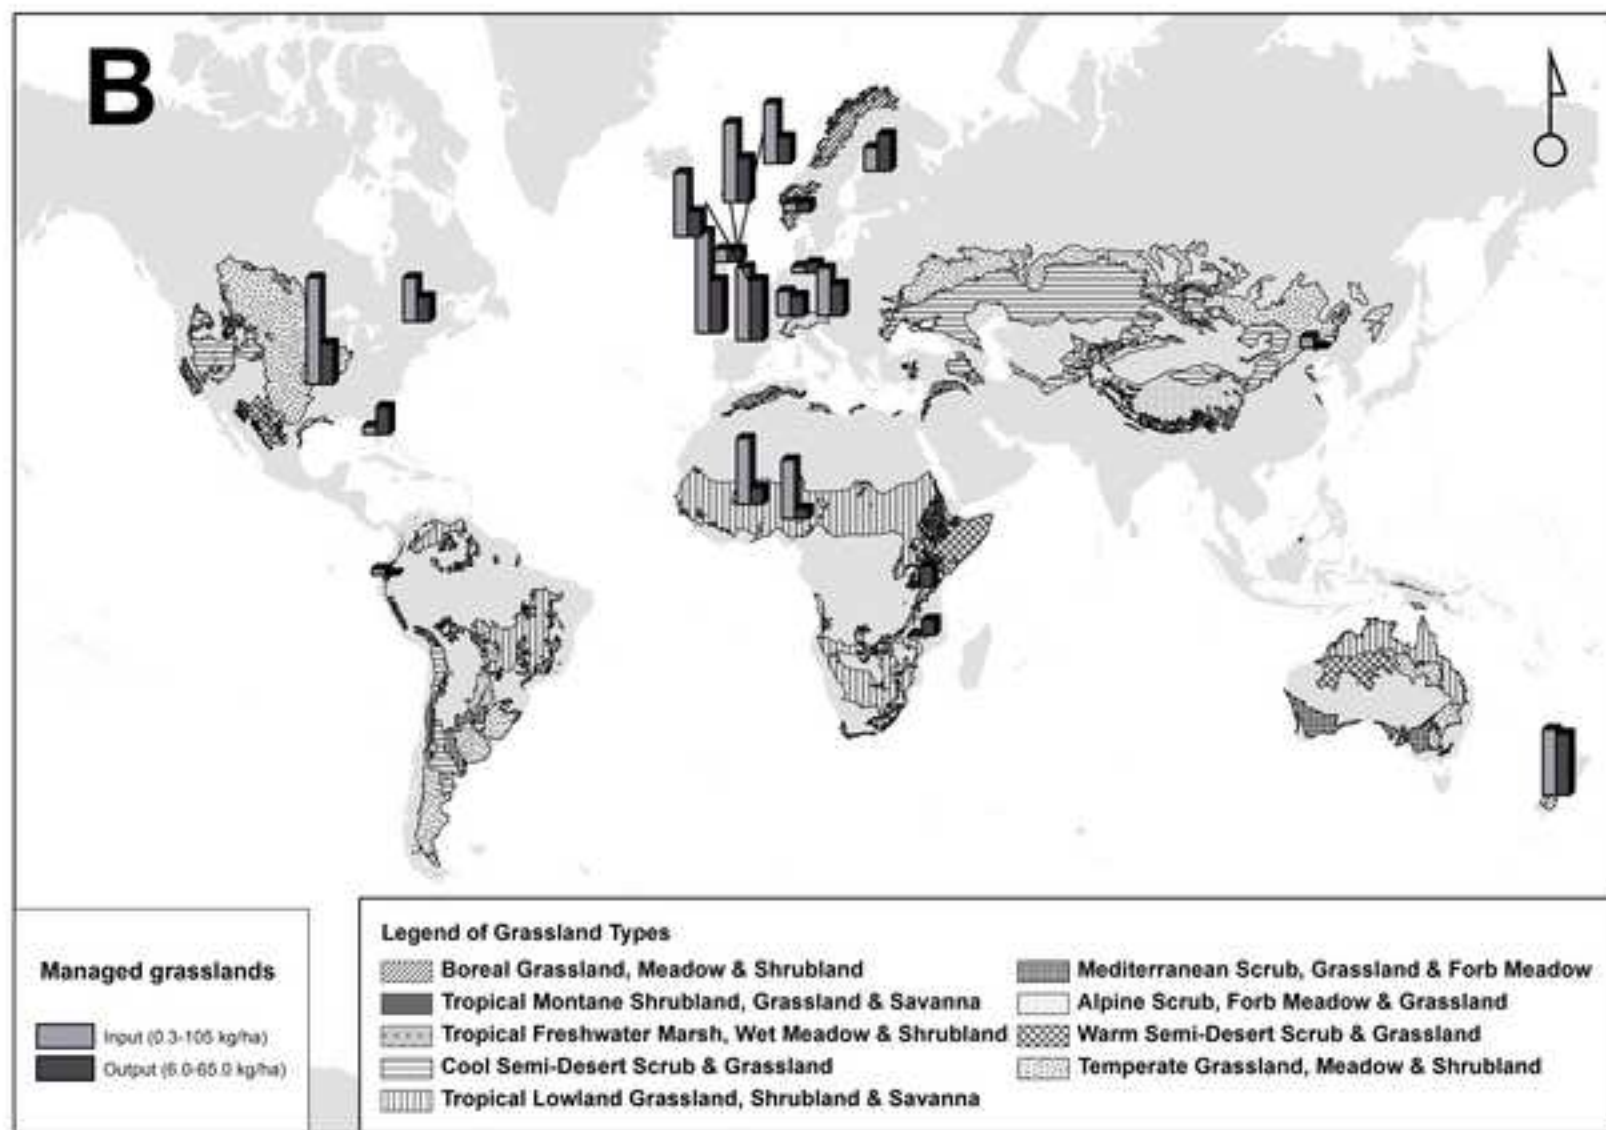 B
Managed grasslands
Input (0.3-105 kg/ha)
Output (6.0-65.0 kg/ha)
Legend of Grassland Types
Boreal Grassland, Meadow & Shrubland
Tropical Montane Shrubland, Grassland & Savanna
Tropical Freshwater Marsh, Wet Meadow & Shrubland
Cool Semi-Desert Scrub & Grassland
Tropical Lowland Grassland, Shrubland & Savanna
Mediterranean Scrub, Grassland & Forb Meadow
Alpine Scrub, Forb Meadow & Grassland
Warm Semi-Desert Scrub & Grassland
Temperate Grassland, Meadow & Shrubland